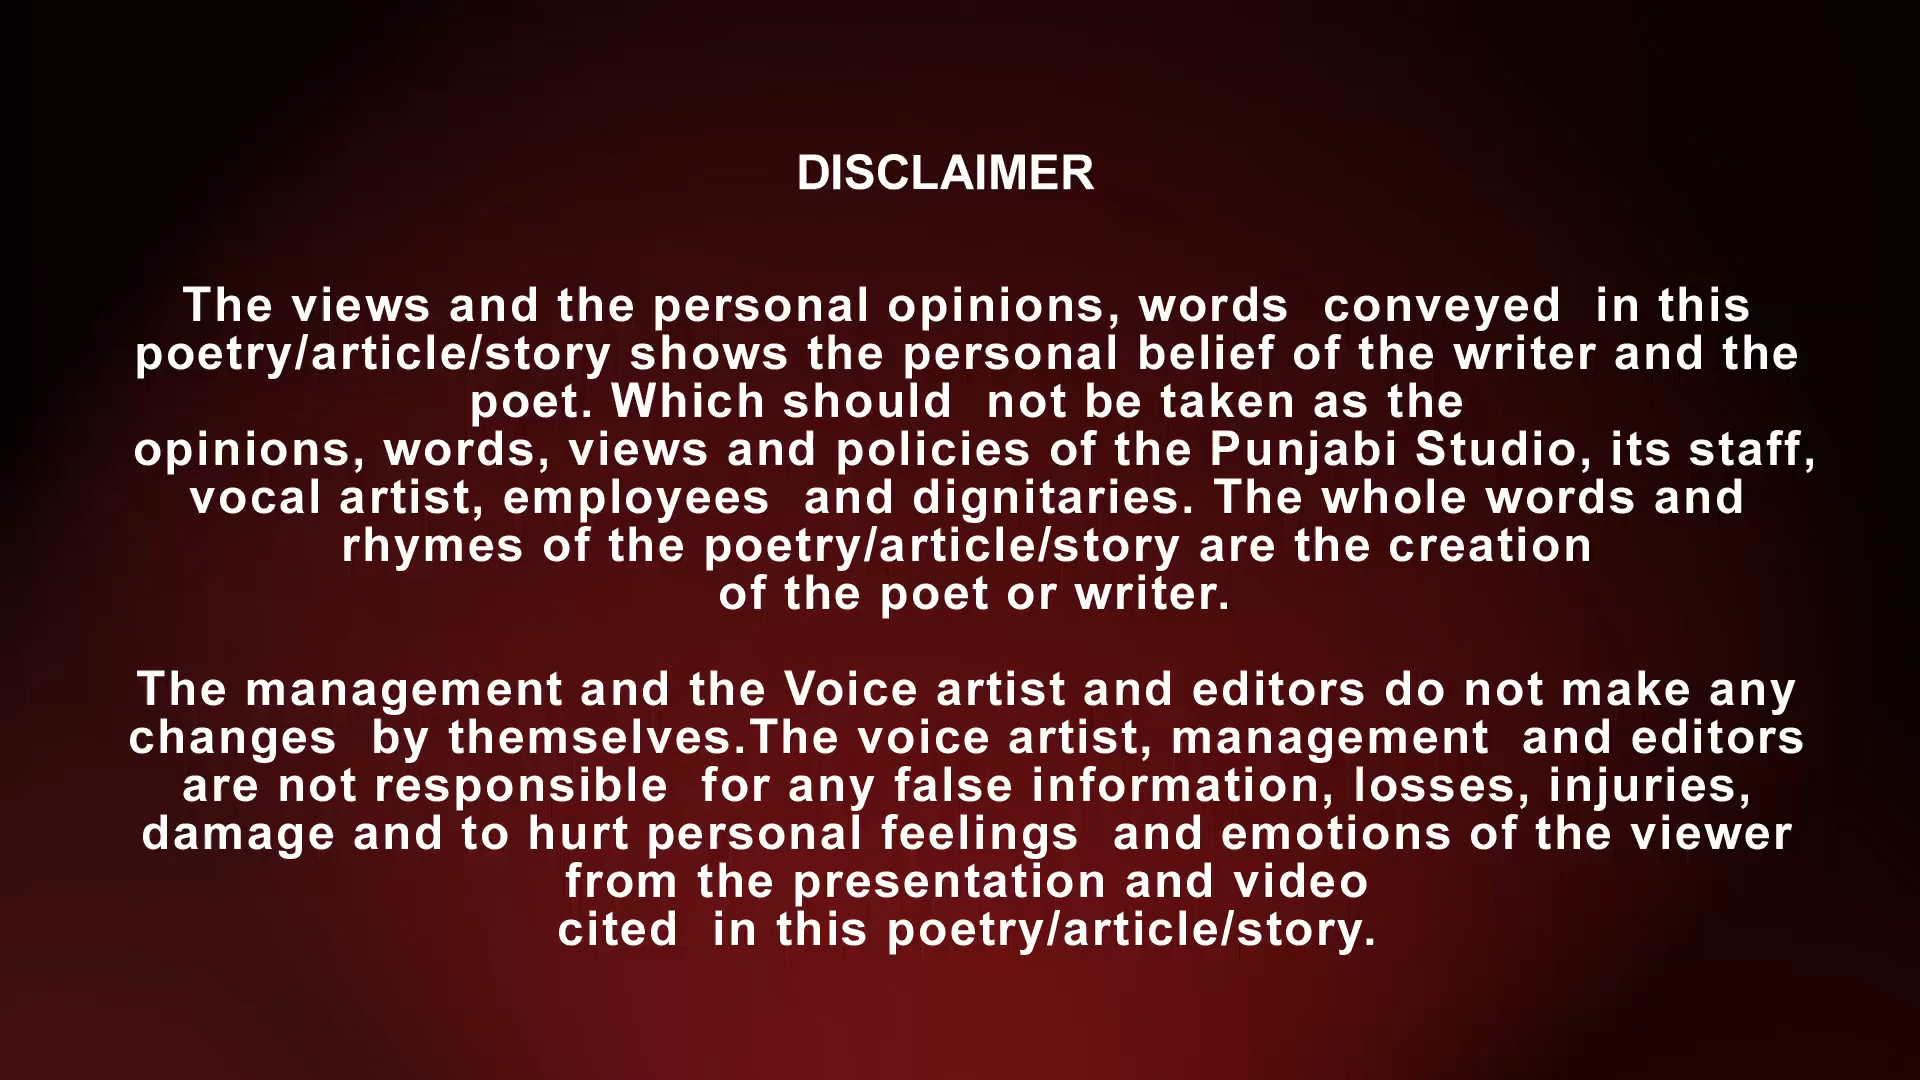 DISCLAIMER
The views and the personal opinions, words  conveyed  in this
poetry/article/story shows the personal belief of the writer and the
poet. Which should  not be taken as the
opinions, words, views and policies of the Punjabi Studio, its staff,
vocal artist, employees  and dignitaries. The whole words and
rhymes of the poetry/article/story are the creation
of the poet or writer.
The management and the Voice artist and editors do not make any
changes  by themselves.The voice artist, management  and editors
are not responsible  for any false information, losses, injuries,
damage and to hurt personal feelings  and emotions of the viewer
from the presentation and video
cited  in this poetry/article/story.